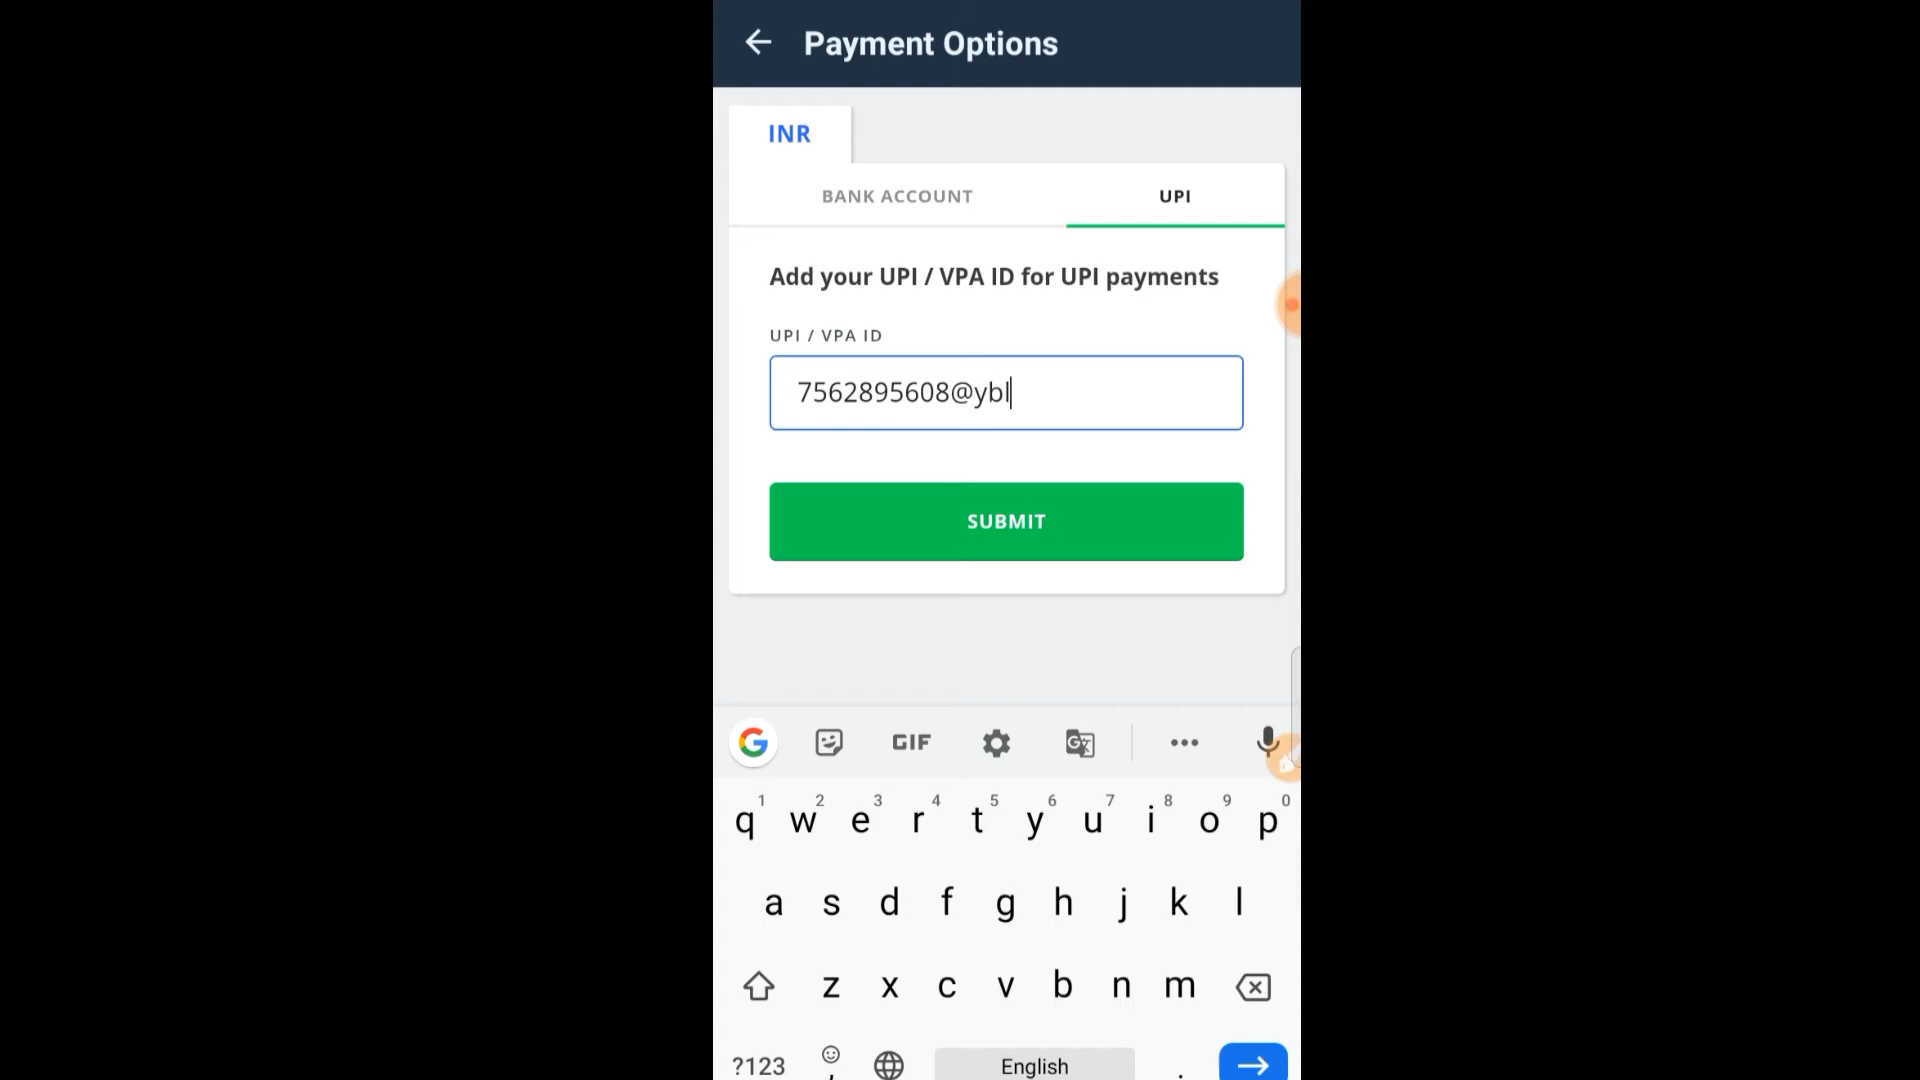 Payment Options
INR
BANK ACCOUNT UPI
Add your UPI / VPA ID for UPI payments
UPI / VPA ID
7562895608@ybl
SUBMIT
GIF
1 2 3 4 5 6 7 8 9 0
q w e r t y u i o p
a s d f g h j k l
z x c v b n m
?123 , English .